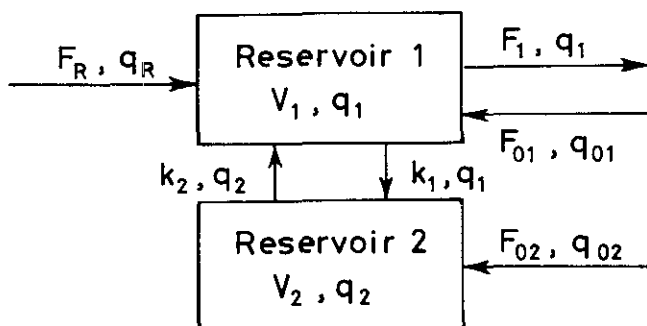 F_R, q_R
Reservoir 1
V_1, q_1
F_1, q_1
F_01, q_01
k_2, q_2
k_1, q_1
Reservoir 2
V_2, q_2
F_02, q_02